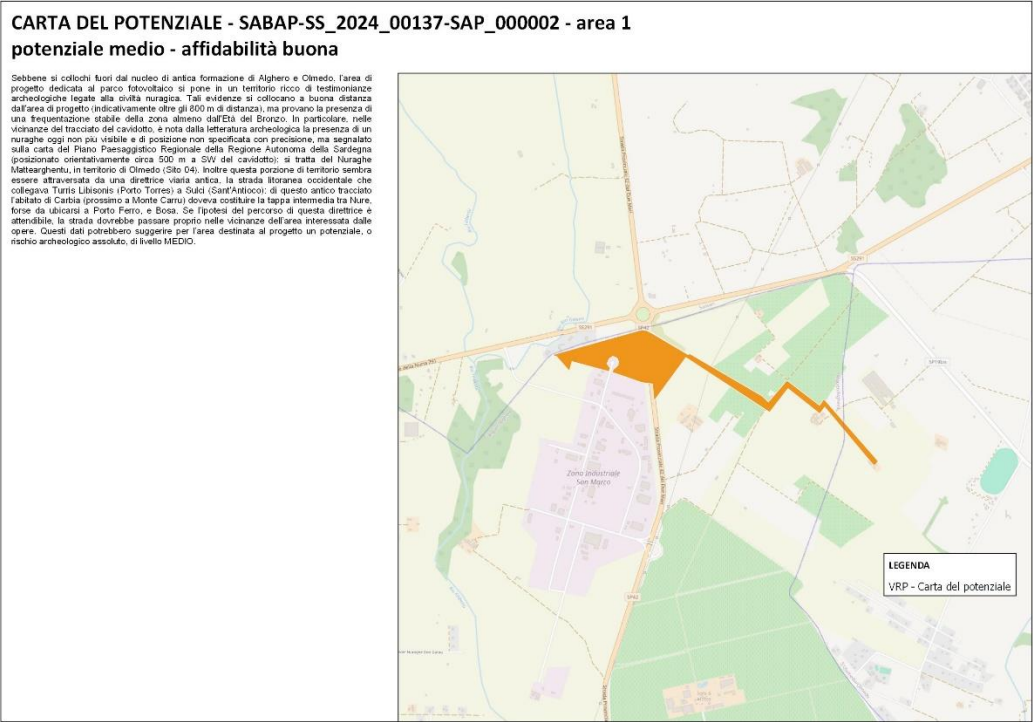 CARTA DEL POTENZIALE - SABAP-SS_2024_00137-SAP_000002 - area 1
potenziale medio - affidabilità buona
Sebbene si collochi fuori dal nucleo di antica formazione di Alghero e Olmedo, l'area di
progetto dedicata al parco fotovoltaico si pone in un territorio ricco di testimonianze
archeologiche legate alla civiltà nuragica. Tali evidenze si collocano a buona distanza
dall'area di progetto (indicativamente oltre gli 800 m di distanza), ma provano la presenza di
una frequentazione stabile della zona almeno dall'Età del Bronzo. In particolare, nelle
vicinanze del tracciato del cavidotto, è nota dalla letteratura archeologica la presenza di un
nuraghe oggi non più visibile e di posizione non specificata con precisione, ma segnalato
sulla carta del Piano Paesaggistico Regionale della Regione Autonoma della Sardegna
(posizionato orientativamente circa 500 m a SW del cavidotto): si tratta del Nuraghe
Mattearghentu, in territorio di Olmedo (Sito 04). Inoltre questa porzione di territorio sembra
essere attraversata da una direttrice viaria antica, la strada litoranea occidentale che
collegava Turris Libisonis (Porto Torres) a Sulci (Sant'Antioco): di questo antico tracciato
l'abitato di Carbia (prossimo a Monte Carru) doveva costituire la tappa intermedia tra Nure,
forse da ubicarsi a Porto Ferro, e Bosa. Se l'ipotesi del percorso di questa direttrice è
attendibile, la strada dovrebbe passare proprio nelle vicinanze dell'area interessata dalle
opere. Questi dati potrebbero suggerire per l'area destinata al progetto un potenziale, o
rischio archeologico assoluto, di livello MEDIO.
SS291
SS291
SP42
Zona Industriale
San Marco
SP42
LEGENDA
VRP - Carta del potenziale